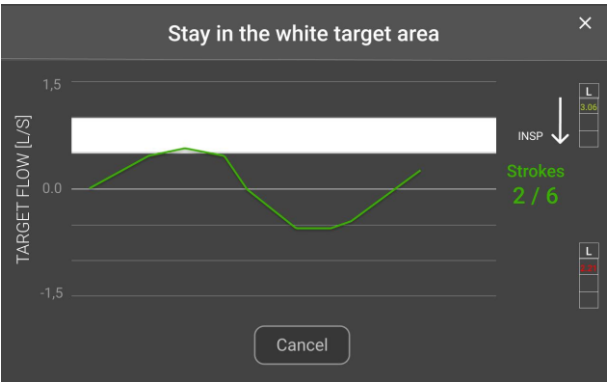 Stay in the white target area
×
TARGET FLOW [L/S]
1,5
0.0
-1,5
INSP
Strokes
2 / 6
L
3.06
L
Cancel